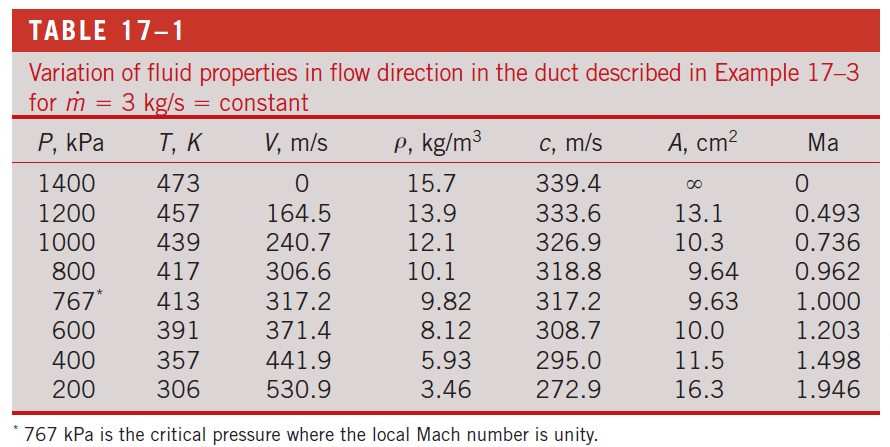 TABLE 17–1
Variation of fluid properties in flow direction in the duct described in Example 17–3
for ṁ = 3 kg/s = constant
P, kPa T, K V, m/s ρ, kg/m³ c, m/s A, cm² Ma
1400 473 0 15.7 339.4 ∞ 0
1200 457 164.5 13.9 333.6 13.1 0.493
1000 439 240.7 12.1 326.9 10.3 0.736
800 417 306.6 10.1 318.8 9.64 0.962
767* 413 317.2 9.82 317.2 9.63 1.000
600 391 371.4 8.12 308.7 10.0 1.203
400 357 441.9 5.93 295.0 11.5 1.498
200 306 530.9 3.46 272.9 16.3 1.946
* 767 kPa is the critical pressure where the local Mach number is unity.